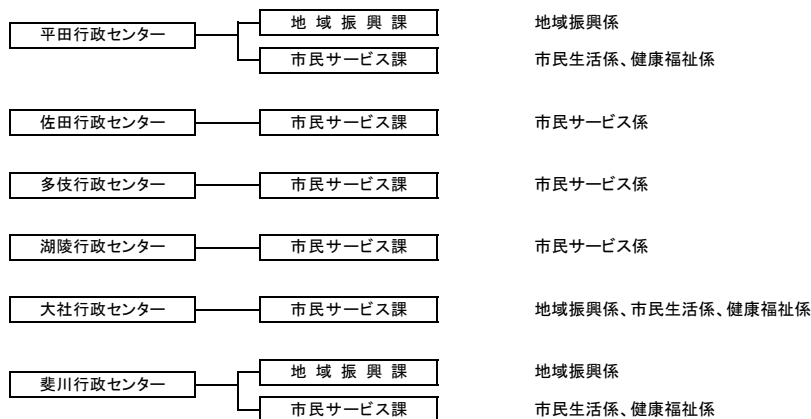 地域振興課 地域振興係
平田行政センター
市民サービス課 市民生活係、健康福祉係
佐田行政センター 市民サービス課 市民サービス係
多伎行政センター 市民サービス課 市民サービス係
湖陵行政センター 市民サービス課 市民サービス係
大社行政センター 市民サービス課 地域振興係、市民生活係、健康福祉係
地域振興課 地域振興係
斐川行政センター
市民サービス課 市民生活係、健康福祉係